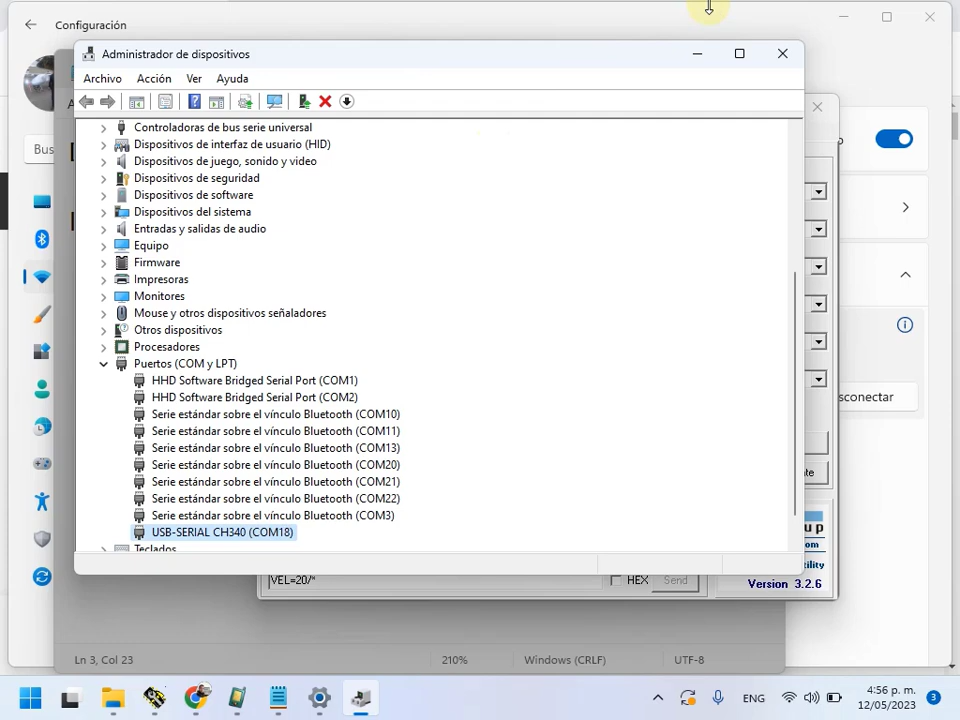 Configuración
Administrador de dispositivos
Archivo Acción Ver Ayuda
Bus
Controladoras de bus serie universal
Dispositivos de interfaz de usuario (HID)
Dispositivos de juego, sonido y video
Dispositivos de seguridad
Dispositivos de software
Dispositivos del sistema
Entradas y salidas de audio
Equipo
Firmware
Impresoras
Monitores
Mouse y otros dispositivos señaladores
Otros dispositivos
Procesadores
Puertos (COM y LPT)
HHD Software Bridged Serial Port (COM1)
HHD Software Bridged Serial Port (COM2)
sconectar
Serie estándar sobre el vínculo Bluetooth (COM10)
Serie estándar sobre el vínculo Bluetooth (COM11)
Serie estándar sobre el vínculo Bluetooth (COM13)
Serie estándar sobre el vínculo Bluetooth (COM20)
te
Serie estándar sobre el vínculo Bluetooth (COM21)
Serie estándar sobre el vínculo Bluetooth (COM22)
Serie estándar sobre el vínculo Bluetooth (COM3)
USB-SERIAL CH340 (COM18)
up
om
Teclados
ility
VEL=20/*
HEX Send
Version 3.2.6
Ln 3, Col 23 210% Windows (CRLF) UTF-8
ENG
4:56 p. m.
12/05/2023
3